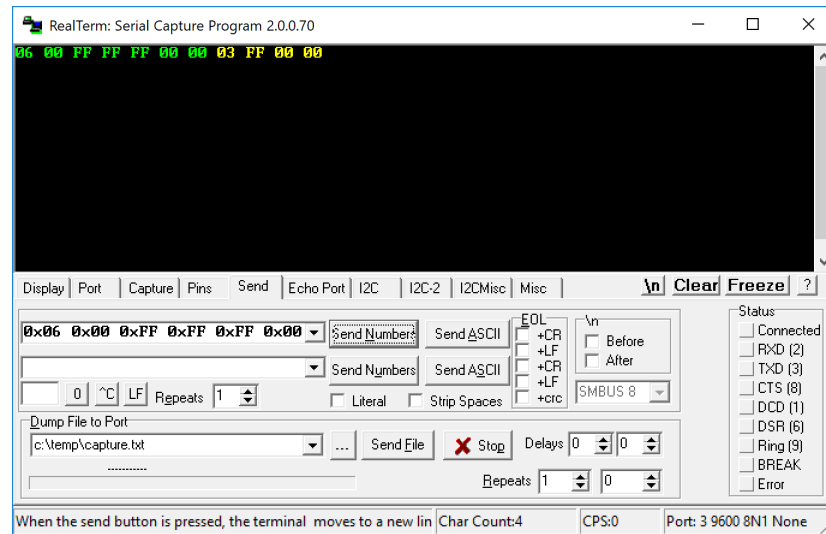 RealTerm: Serial Capture Program 2.0.0.70
06 00 FF FF FF 00 00 03 FF 00 00
Display Port Capture Pins Send Echo Port I2C I2C-2 I2CMisc Misc \n Clear Freeze ?
0x06 0x00 0xFF 0xFF 0xFF 0x00 Send Numbers Send ASCII
Send Numbers Send ASCII
0 ^C LF Repeats 1 Literal Strip Spaces
EOL
+CR
+LF
+CR
+LF
+crc
\n
Before
After
SMBUS 8
Dump File to Port
c:\temp\capture.txt ... Send File Stop Delays 0 0
-----------
Repeats 1 0
Status
Connected
RXD (2)
TXD (3)
CTS (8)
DCD (1)
DSR (6)
Ring (9)
BREAK
Error
When the send button is pressed, the terminal moves to a new lin Char Count:4 CPS:0 Port: 3 9600 8N1 None